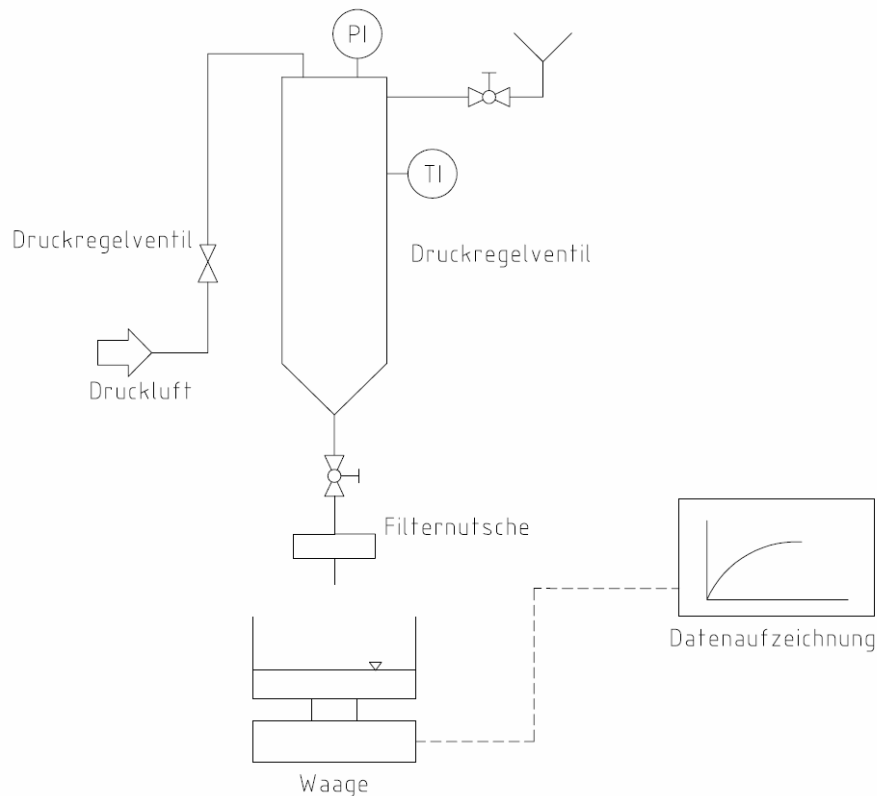 PI
TI
Druckregelventil
Druckregelventil
Druckluft
Filternutsche
Datenaufzeichnung
Waage